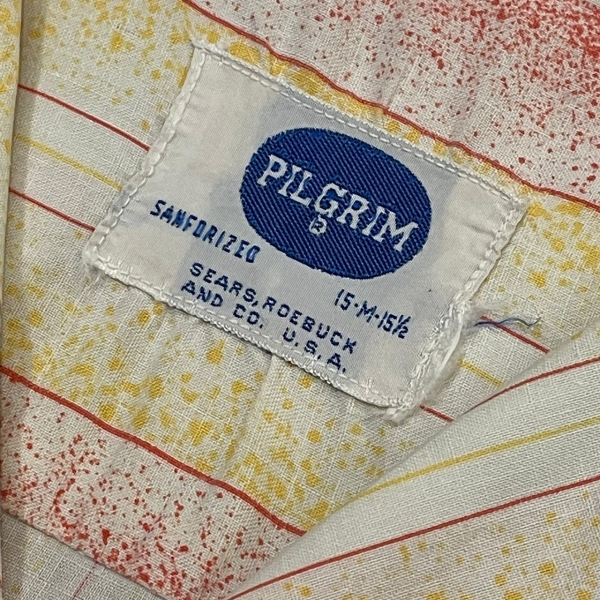 PILGRIM
®
SANFORIZED
15-M-15½
SEARS, ROEBUCK
AND CO. U.S.A.